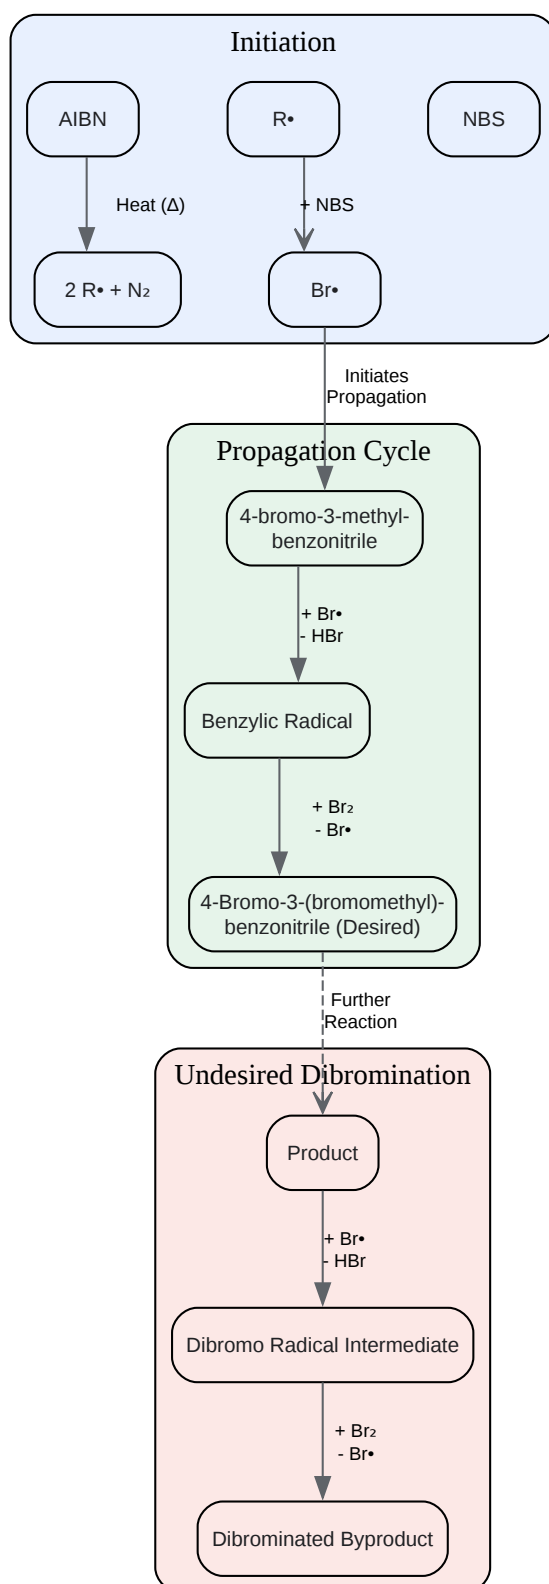 Initiation
AIBN
R•
NBS
Heat (Δ)
+ NBS
2 R• + N₂
Br•
Initiates
Propagation
Propagation Cycle
4-bromo-3-methyl-
benzonitrile
+ Br•
- HBr
Benzylic Radical
+ Br₂
- Br•
4-Bromo-3-(bromomethyl)-
benzonitrile (Desired)
Further
Reaction
Undesired Dibromination
Product
+ Br•
- HBr
Dibromo Radical Intermediate
+ Br₂
- Br•
Dibrominated Byproduct